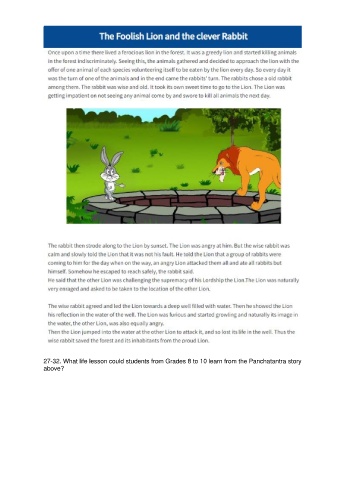 The Foolish Lion and the clever Rabbit
Once upon a time there lived a ferocious lion in the forest. It was a greedy lion and started killing animals
in the forest indiscriminately. Seeing this, the animals gathered and decided to approach the lion with the
offer of one animal of each species volunteering itself to be eaten by the lion every day. So every day it
was the turn of one of the animals and in the end came the rabbits' turn. The rabbits chose a old rabbit
among them. The rabbit was wise and old. It took its own sweet time to go to the Lion. The Lion was
getting impatient on not seeing any animal come by and swore to kill all animals the next day.
The rabbit then strode along to the Lion by sunset. The Lion was angry at him. But the wise rabbit was
calm and slowly told the Lion that it was not his fault. He told the Lion that a group of rabbits were
coming to him for the day when on the way, an angry Lion attacked them all and ate all rabbits but
himself. Somehow he escaped to reach safely, the rabbit said.
He said that the other Lion was challenging the supremacy of his Lordship the Lion.The Lion was naturally
very enraged and asked to be taken to the location of the other Lion.
The wise rabbit agreed and led the Lion towards a deep well filled with water. Then he showed the Lion
his reflection in the water of the well. The Lion was furious and started growling and naturally its image in
the water, the other Lion, was also equally angry.
Then the Lion jumped into the water at the other Lion to attack it, and so lost its life in the well. Thus the
wise rabbit saved the forest and its inhabitants from the proud Lion.
27-32. What life lesson could students from Grades 8 to 10 learn from the Panchatantra story
above?